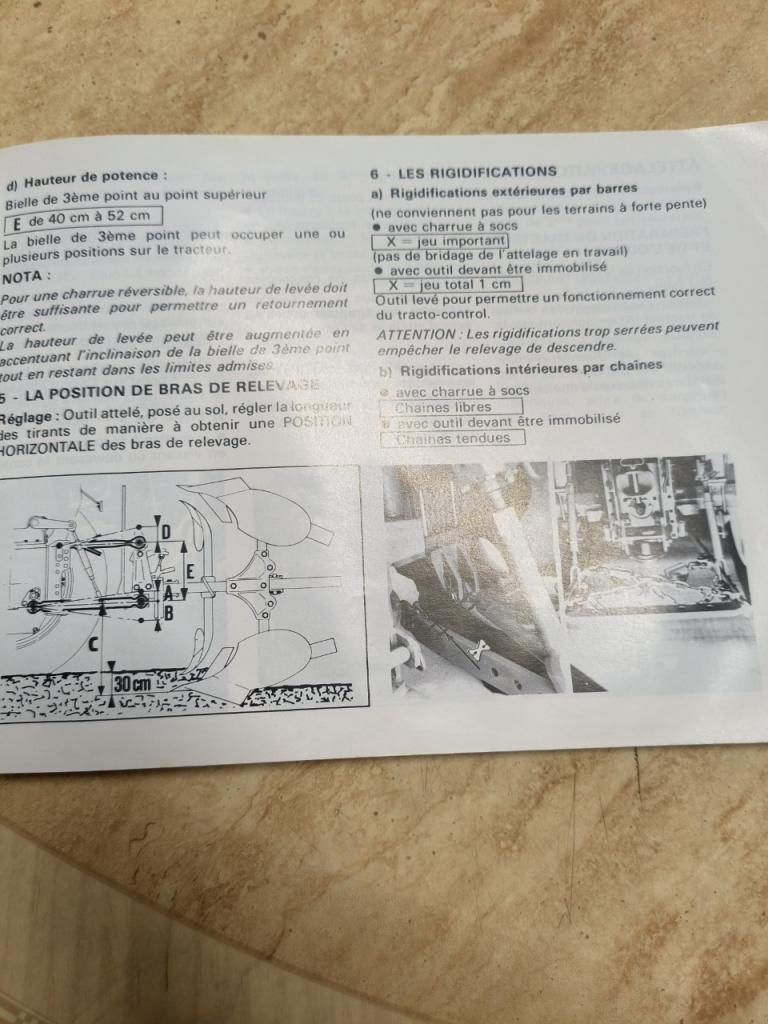 d) Hauteur de potence :
Bielle de 3ème point au point supérieur
E de 40 cm à 52 cm
La bielle de 3ème point peut occuper une ou
plusieurs positions sur le tracteur.
NOTA :
Pour une charrue réversible, la hauteur de levée doit
être suffisante pour permettre un retournement
correct.
La hauteur de levée peut être augmentée en
accentuant l'inclinaison de la bielle de 3ème point
tout en restant dans les limites admises.
5 - LA POSITION DE BRAS DE RELEVAGE
Réglage : Outil attelé, posé au sol, régler la longueur
des tirants de manière à obtenir une POSITION
HORIZONTALE des bras de relevage.
D
E
A
B
C
30 cm
6 - LES RIGIDIFICATIONS
a) Rigidifications extérieures par barres
(ne conviennent pas pour les terrains à forte pente)
● avec charrue à socs
X = jeu important
(pas de bridage de l'attelage en travail)
● avec outil devant être immobilisé
X = jeu total 1 cm
Outil levé pour permettre un fonctionnement correct
du tracto-control.
ATTENTION : Les rigidifications trop serrées peuvent
empêcher le relevage de descendre.
b) Rigidifications intérieures par chaînes
● avec charrue à socs
Chaines libres
● avec outil devant être immobilisé
Chaines tendues
X